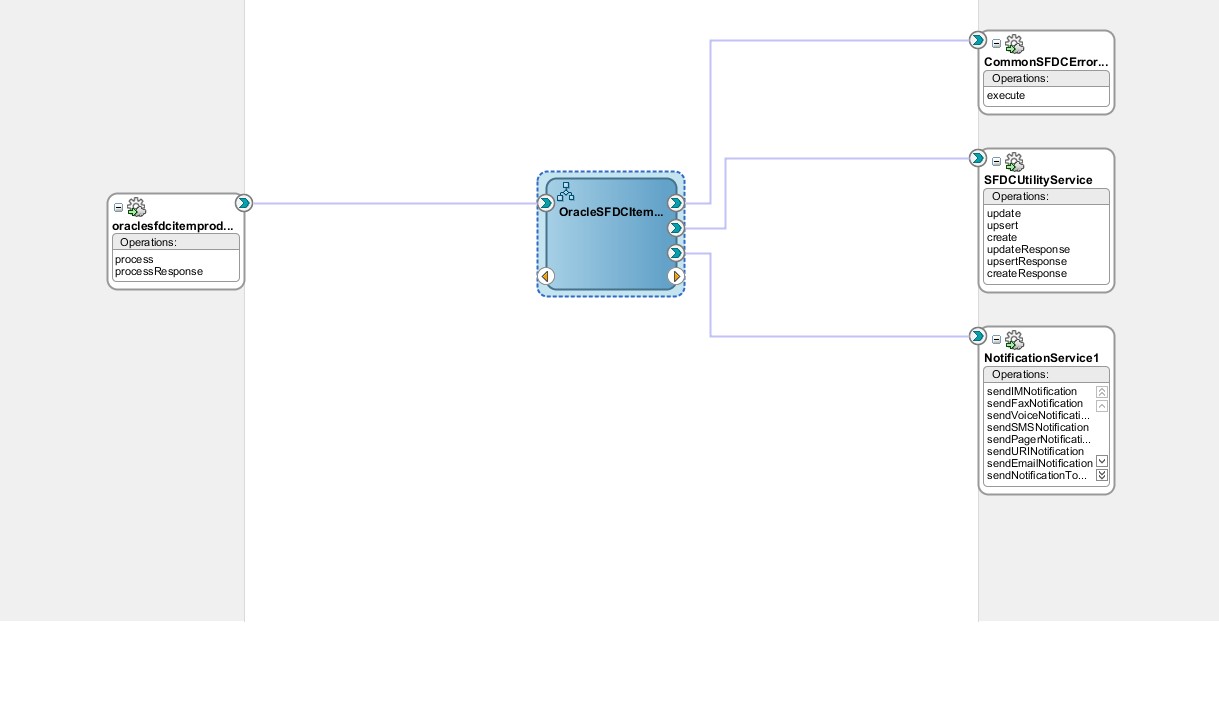 oraclesfdcitemprod...
Operations:
process
processResponse
OracleSFDCItem...
CommonSFDCError...
Operations:
execute
SFDCUtilityService
Operations:
update
upsert
create
updateResponse
upsertResponse
createResponse
NotificationService1
Operations:
sendIMNotification
sendFaxNotification
sendVoiceNotificati...
sendSMSNotification
sendPagerNotificati...
sendURINotification
sendEmailNotification
sendNotificationTo...